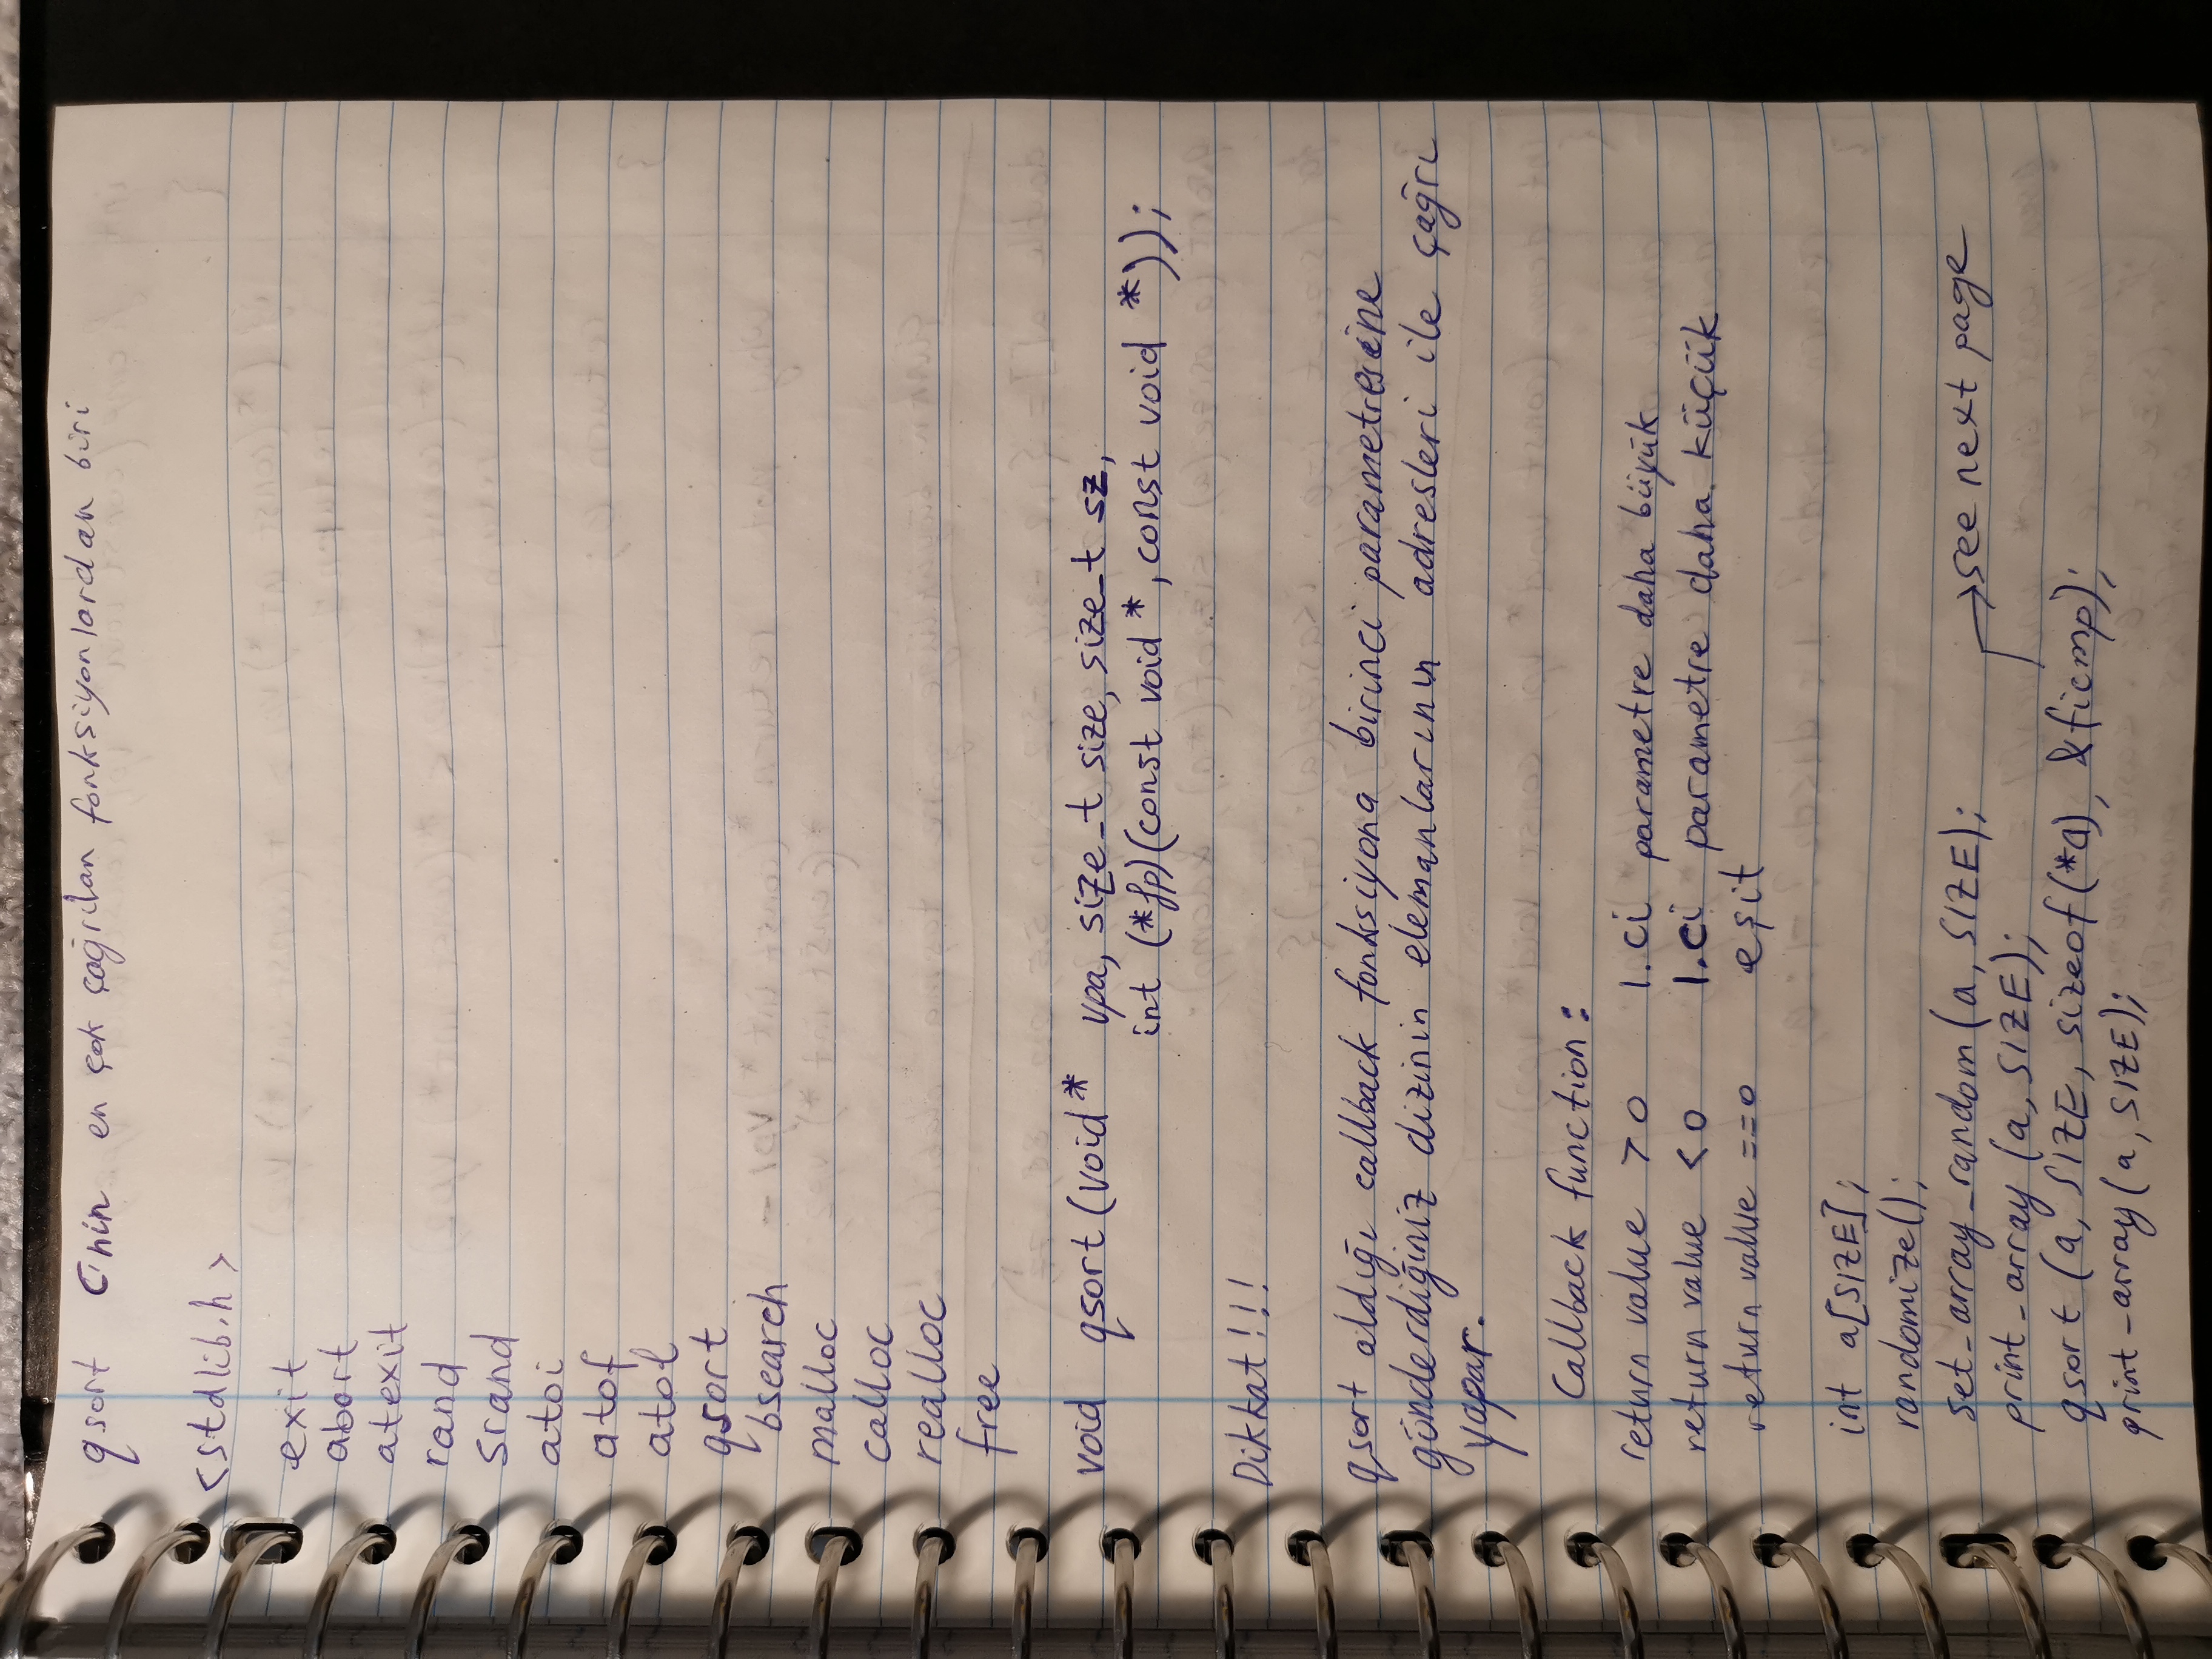 qsort C'nin en çok çağrılan fonksiyonlardan biri
<stdlib.h>
exit
abort
atexit
rand
srand
atoi
atof
atol
qsort
bsearch
malloc
calloc
realloc
free
void qsort(void* vpa, size_t size, size_t sz,
int (*fp)(const void *, const void *));
Dikkat!!!
qsort aldığı callback fonksiyona birinci parametresine
gönderdiğiniz dizinin elemanlarının adresleri ile çağrı
yapar.
Callback function:
return value > 0 1.ci parametre daha büyük
return value < 0 1.ci parametre daha küçük
return value == 0 eşit
int a[SIZE];
randomize();
set_array_random(a, SIZE);
→see next page
print_array (a, SIZE);
qsort (a, SIZE, sizeof(*a), &ficmp);
print_array(a, SIZE);